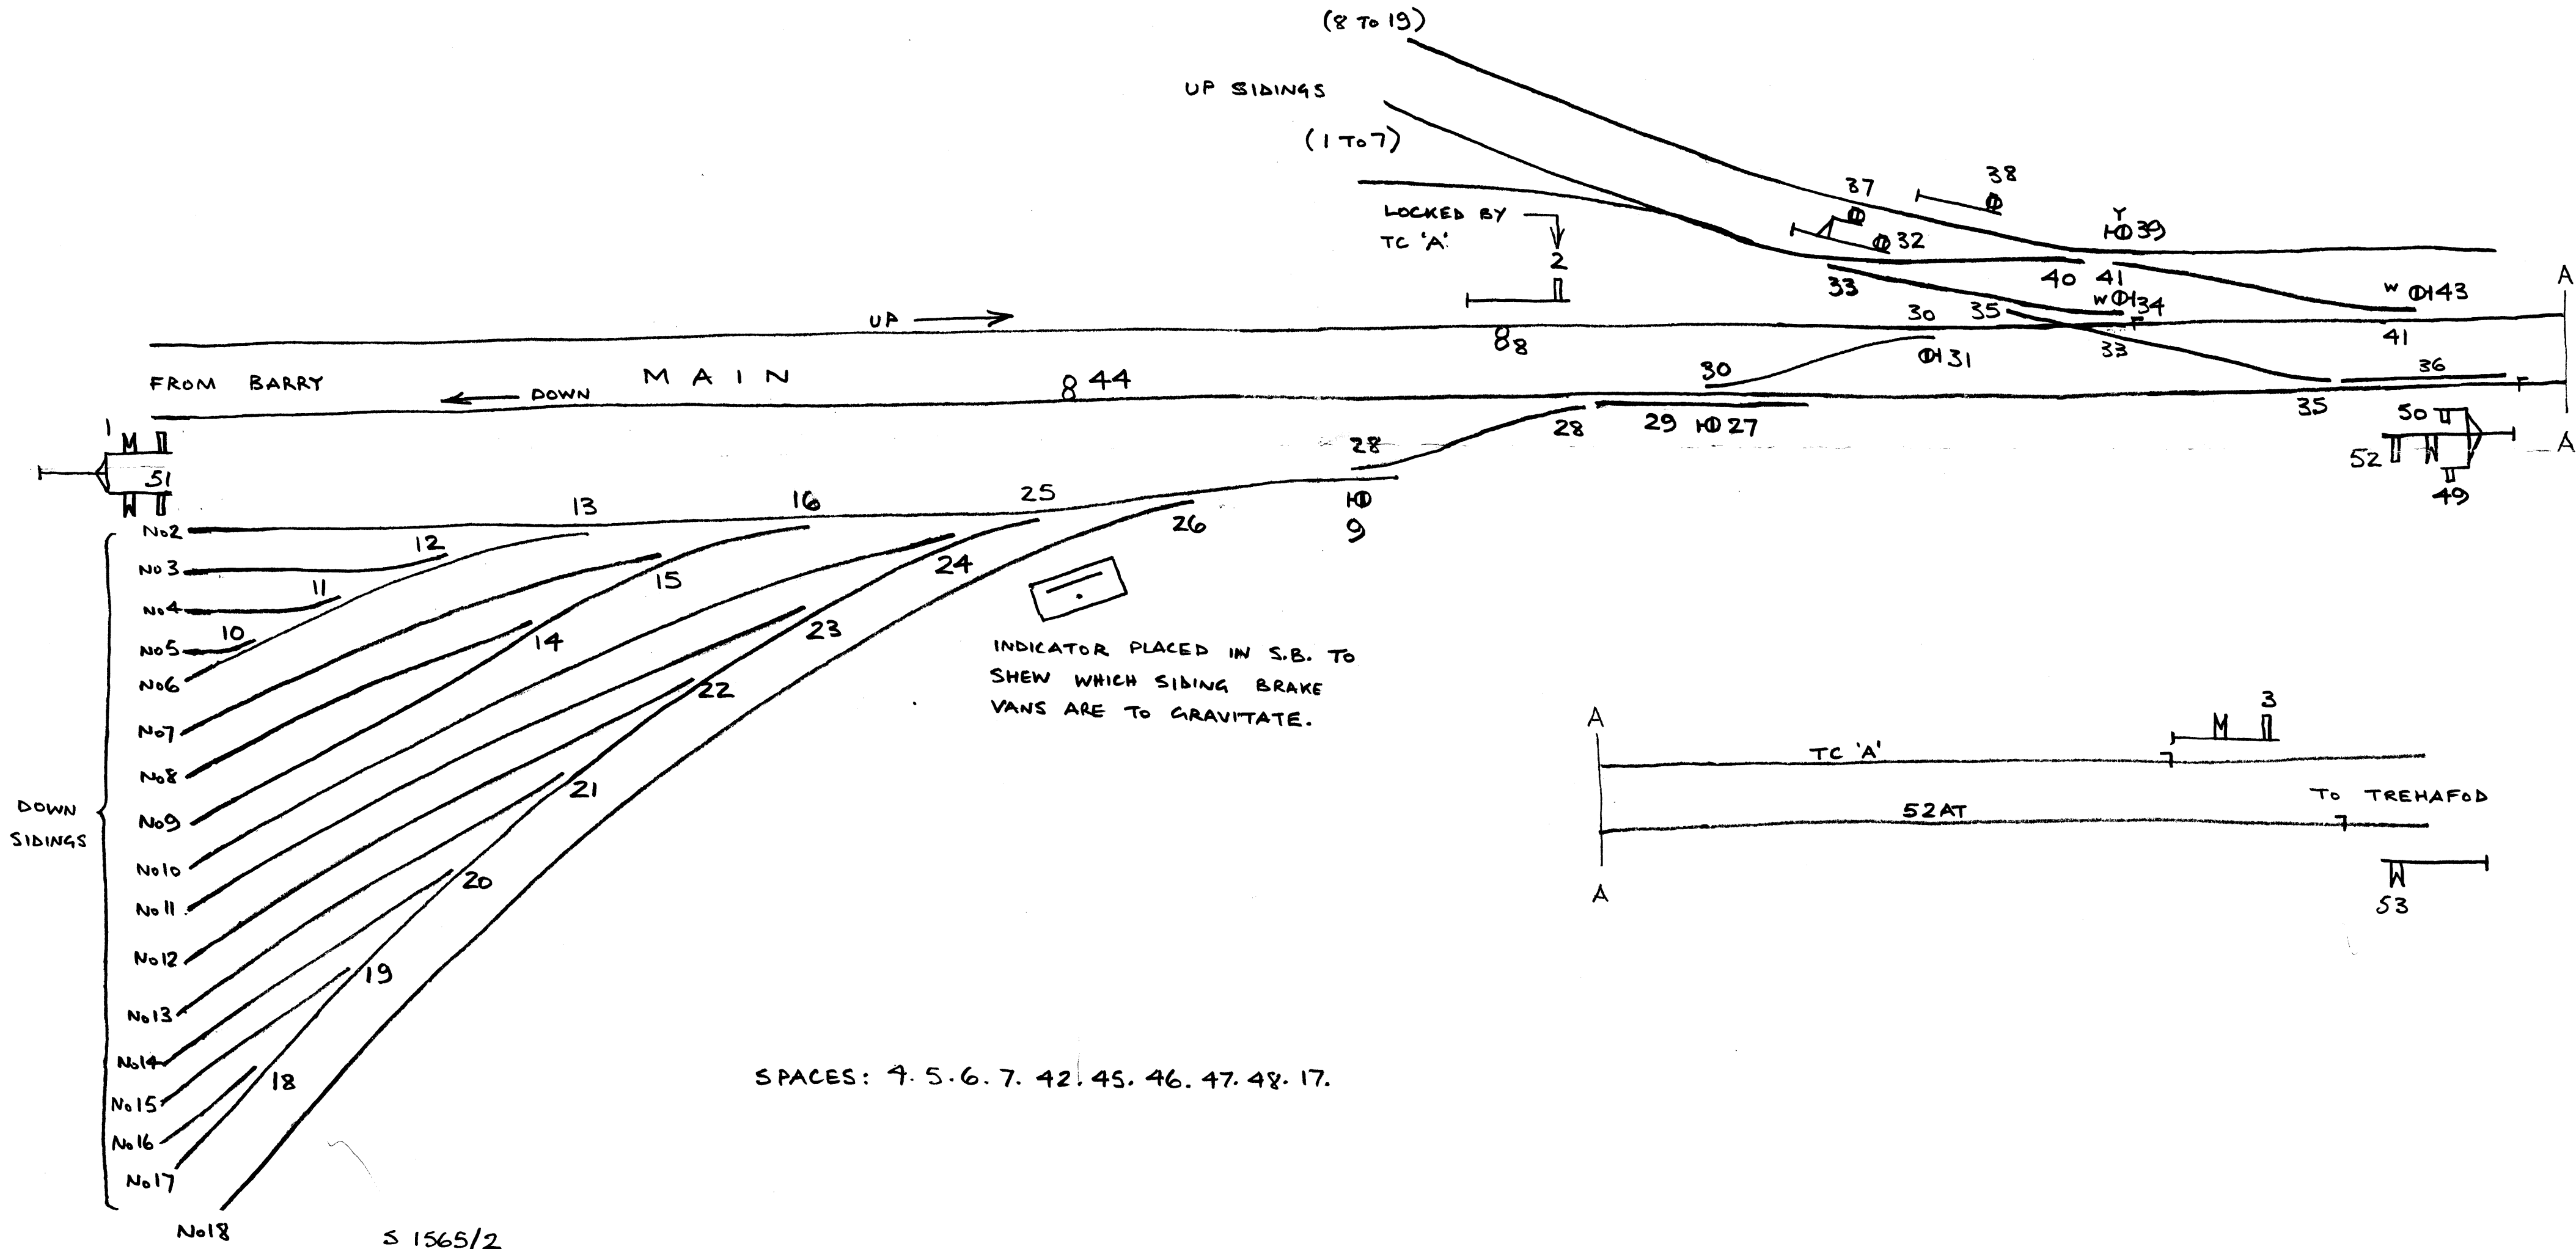 (8 TO 19)
UP SIDINGS
(1 TO 7)
LOCKED BY
TC 'A'
2
37
38
32
Y
39
33
40 41
W 34
W 43
30
35
UP
8 8
31
33
41
FROM BARRY
MAIN
8 44
DOWN
30
36
35
28
29
27
50
52
49
A
A
1
M
51
W
W
28
9
13
16
25
26
No2
12
No3
11
No4
10
No5
No6
15
24
14
23
No7
22
No8
21
No9
20
No10
19
No11
18
No12
No13
No14
No15
No16
No17
No18
DOWN
SIDINGS
INDICATOR PLACED IN S.B. TO
SHEW WHICH SIDING BRAKE
VANS ARE TO GRAVITATE.
A
TC 'A'
M
3
TO TREHAFOD
52AT
A
W
53
SPACES: 4. 5. 6. 7. 42. 45. 46. 47. 48. 17.
S 1565/2